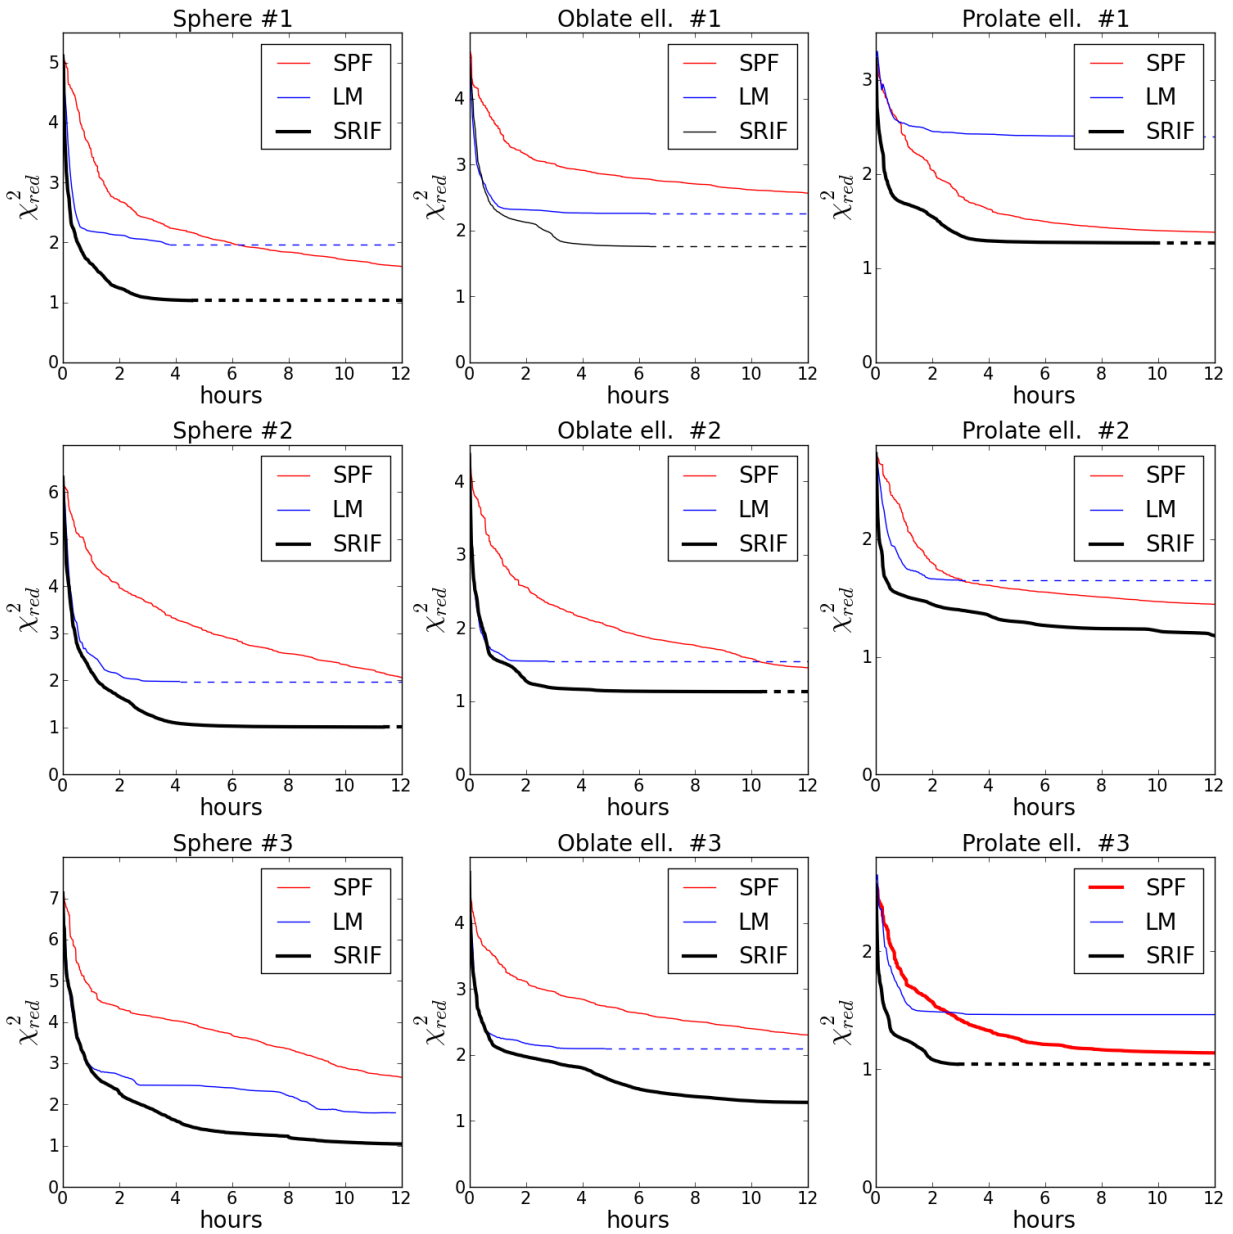 Sphere #1
5
4
3
2
1
0
χ²red
SPF
LM
SRIF
0 2 4 6 8 10 12
hours
Oblate ell. #1
4
3
2
1
0
SPF
LM
SRIF
0 2 4 6 8 10 12
hours
χ²red
Prolate ell. #1
3
2
1
0
χ²red
SPF
LM
SRIF
0 2 4 6 8 10 12
hours
Sphere #2
6
5
4
3
2
1
0
χ²red
SPF
LM
SRIF
0 2 4 6 8 10 12
hours
Oblate ell. #2
4
3
2
1
0
χ²red
SPF
LM
SRIF
0 2 4 6 8 10 12
hours
Prolate ell. #2
2
1
0
χ²red
SPF
LM
SRIF
0 2 4 6 8 10 12
hours
Sphere #3
7
6
5
4
3
2
1
0
χ²red
SPF
LM
SRIF
0 2 4 6 8 10 12
hours
Oblate ell. #3
4
3
2
1
0
χ²red
SPF
LM
SRIF
0 2 4 6 8 10 12
hours
Prolate ell. #3
2
1
0
χ²red
SPF
LM
SRIF
0 2 4 6 8 10 12
hours